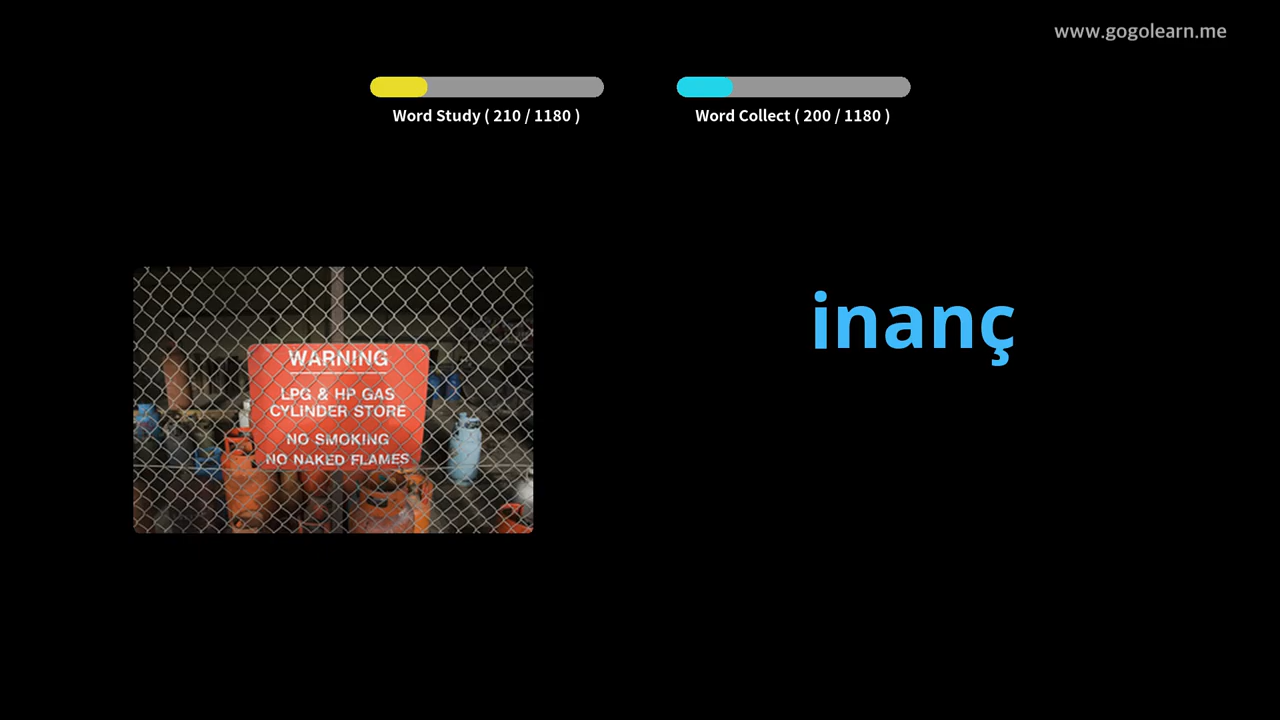 www.gogolearn.me
Word Study ( 210 / 1180 )
Word Collect ( 200 / 1180 )
inanç
WARNING
LPG & HP GAS
CYLINDER STORE
NO SMOKING
NO NAKED FLAMES